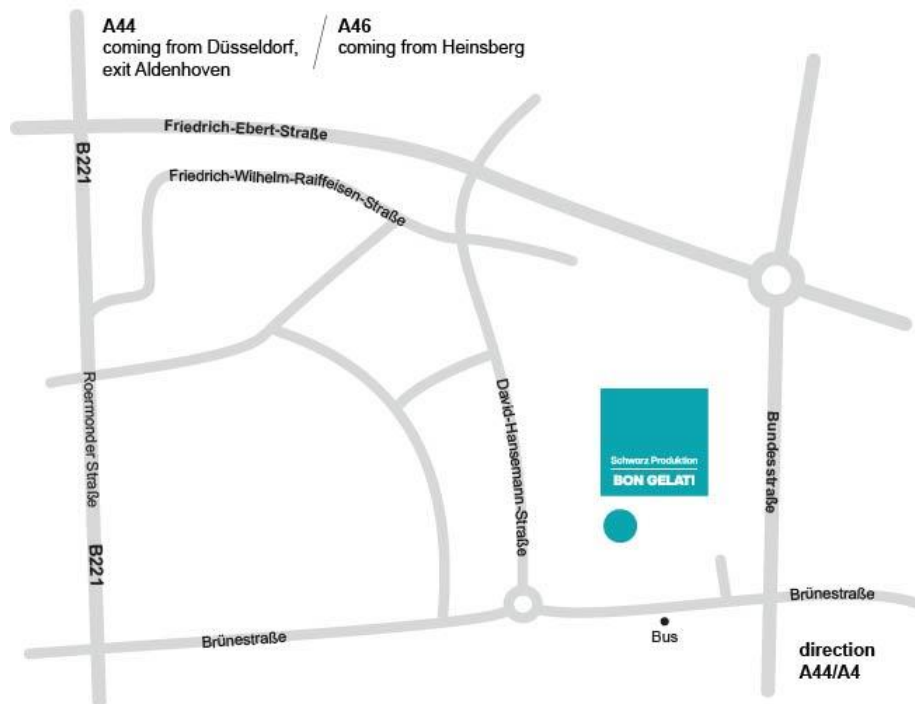 A44
coming from Düsseldorf,
exit Aldenhoven
A46
coming from Heinsberg
Friedrich-Ebert-Straße
B221
Friedrich-Wilhelm-Raiffeisen-Straße
Roermonder Straße
David-Hansemann-Straße
Schwarz Produktion
BON GELATI
Bundesstraße
B221
Brünestraße
Brünestraße
Bus
direction
A44/A4